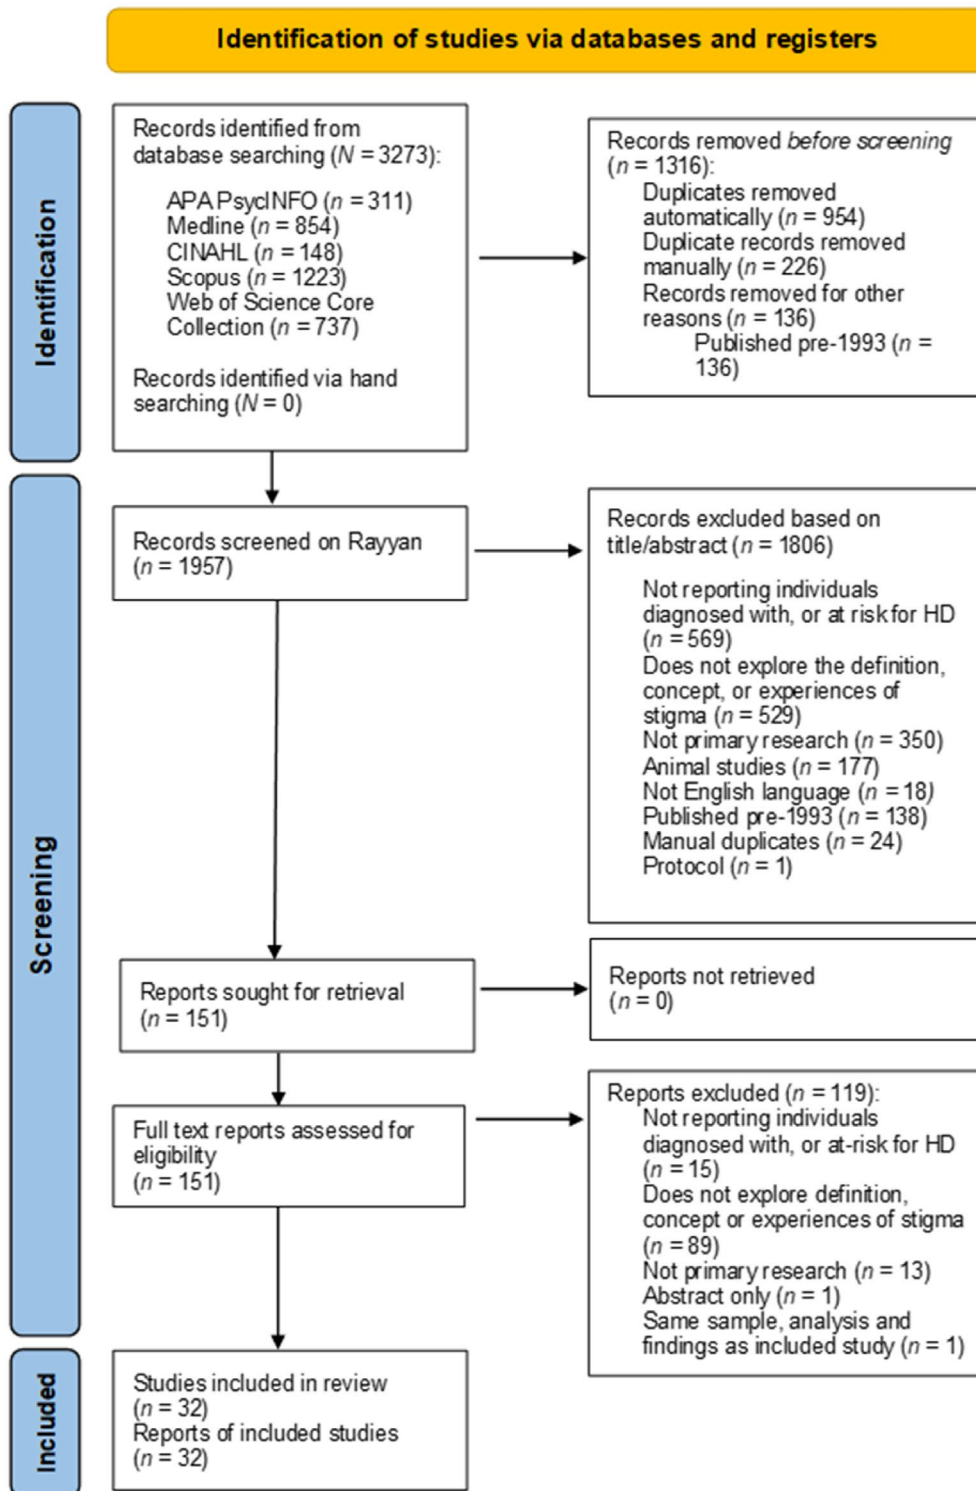 Identification of studies via databases and registers
Identification
Records identified from
database searching (N = 3273):
APA PsycINFO (n = 311)
Medline (n = 854)
CINAHL (n = 148)
Scopus (n = 1223)
Web of Science Core
Collection (n = 737)
Records identified via hand
searching (N = 0)
Records removed before screening
(n = 1316):
Duplicates removed
automatically (n = 954)
Duplicate records removed
manually (n = 226)
Records removed for other
reasons (n = 136)
Published pre-1993 (n =
136)
Screening
Records screened on Rayyan
(n = 1957)
Records excluded based on
title/abstract (n = 1806)
Not reporting individuals
diagnosed with, or at risk for HD
(n = 569)
Does not explore the definition,
concept, or experiences of
stigma (n = 529)
Not primary research (n = 350)
Animal studies (n = 177)
Not English language (n = 18)
Published pre-1993 (n = 138)
Manual duplicates (n = 24)
Protocol (n = 1)
Reports sought for retrieval
(n = 151)
Reports not retrieved
(n = 0)
Full text reports assessed for
eligibility
(n = 151)
Reports excluded (n = 119):
Not reporting individuals
diagnosed with, or at-risk for HD
(n = 15)
Does not explore definition,
concept or experiences of stigma
(n = 89)
Not primary research (n = 13)
Abstract only (n = 1)
Same sample, analysis and
findings as included study (n = 1)
Included
Studies included in review
(n = 32)
Reports of included studies
(n = 32)